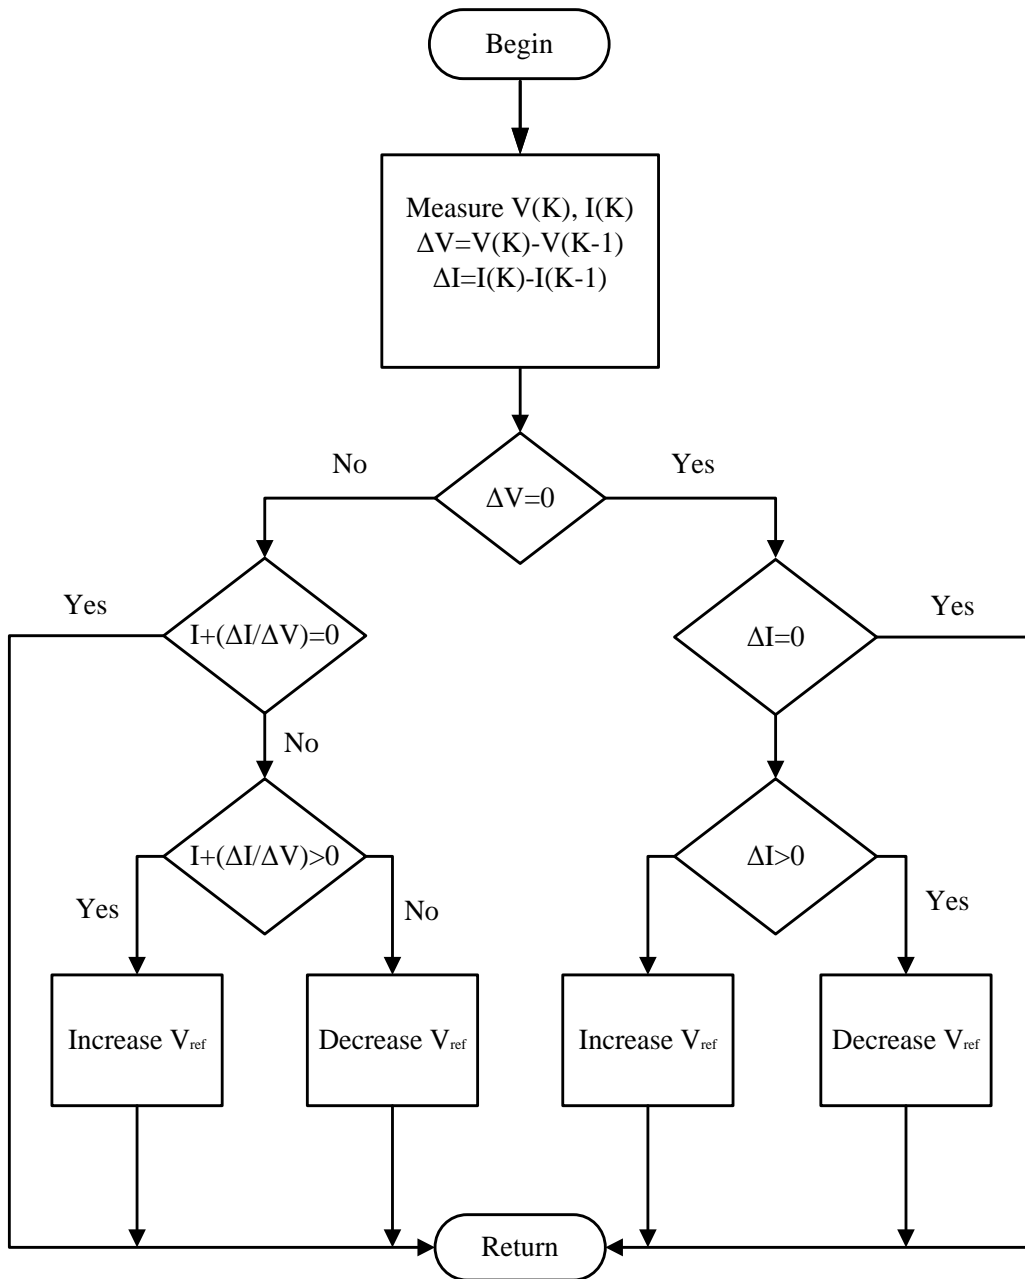 Begin
Measure V(K), I(K)
ΔV=V(K)-V(K-1)
ΔI=I(K)-I(K-1)
No
Yes
ΔV=0
Yes
I+(ΔI/ΔV)=0
ΔI=0
Yes
No
I+(ΔI/ΔV)>0
ΔI>0
Yes
No
Yes
Increase Vref
Decrease Vref
Increase Vref
Decrease Vref
Return